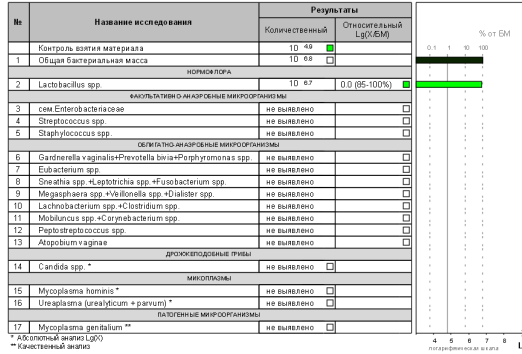 № Название исследования Результаты
Количественный Относительный Lg(X/БМ)
% от БМ
0.1 1 10 100
Контроль взятия материала 10 4.9
1 Общая бактериальная масса 10 6.8
НОРМОФЛОРА
2 Lactobacillus spp. 10 6.7 0.0 (85-100%)
ФАКУЛЬТАТИВНО-АНАЭРОБНЫЕ МИКРООРГАНИЗМЫ
3 сем.Enterobacteriaceae не выявлено
4 Streptococcus spp. не выявлено
5 Staphylococcus spp. не выявлено
ОБЛИГАТНО-АНАЭРОБНЫЕ МИКРООРГАНИЗМЫ
6 Gardnerella vaginalis+Prevotella bivia+Porphyromonas spp. не выявлено
7 Eubacterium spp. не выявлено
8 Sneathia spp.+Leptotrichia spp.+Fusobacterium spp. не выявлено
9 Megasphaera spp.+Veillonella spp.+Dialister spp. не выявлено
10 Lachnobacterium spp.+Clostridium spp. не выявлено
11 Mobiluncus spp.+Corynebacterium spp. не выявлено
12 Peptostreptococcus spp. не выявлено
13 Atopobium vaginae не выявлено
ДРОЖЖЕПОДОБНЫЕ ГРИБЫ
14 Candida spp. * не выявлено
МИКОПЛАЗМЫ
15 Mycoplasma hominis * не выявлено
16 Ureaplasma (urealyticum + parvum) * не выявлено
ПАТОГЕННЫЕ МИКРООРГАНИЗМЫ
17 Mycoplasma genitalium ** не выявлено
4 5 6 7 8
логарифмическая шкала L
* Абсолютный анализ Lg(X)
** Качественный анализ